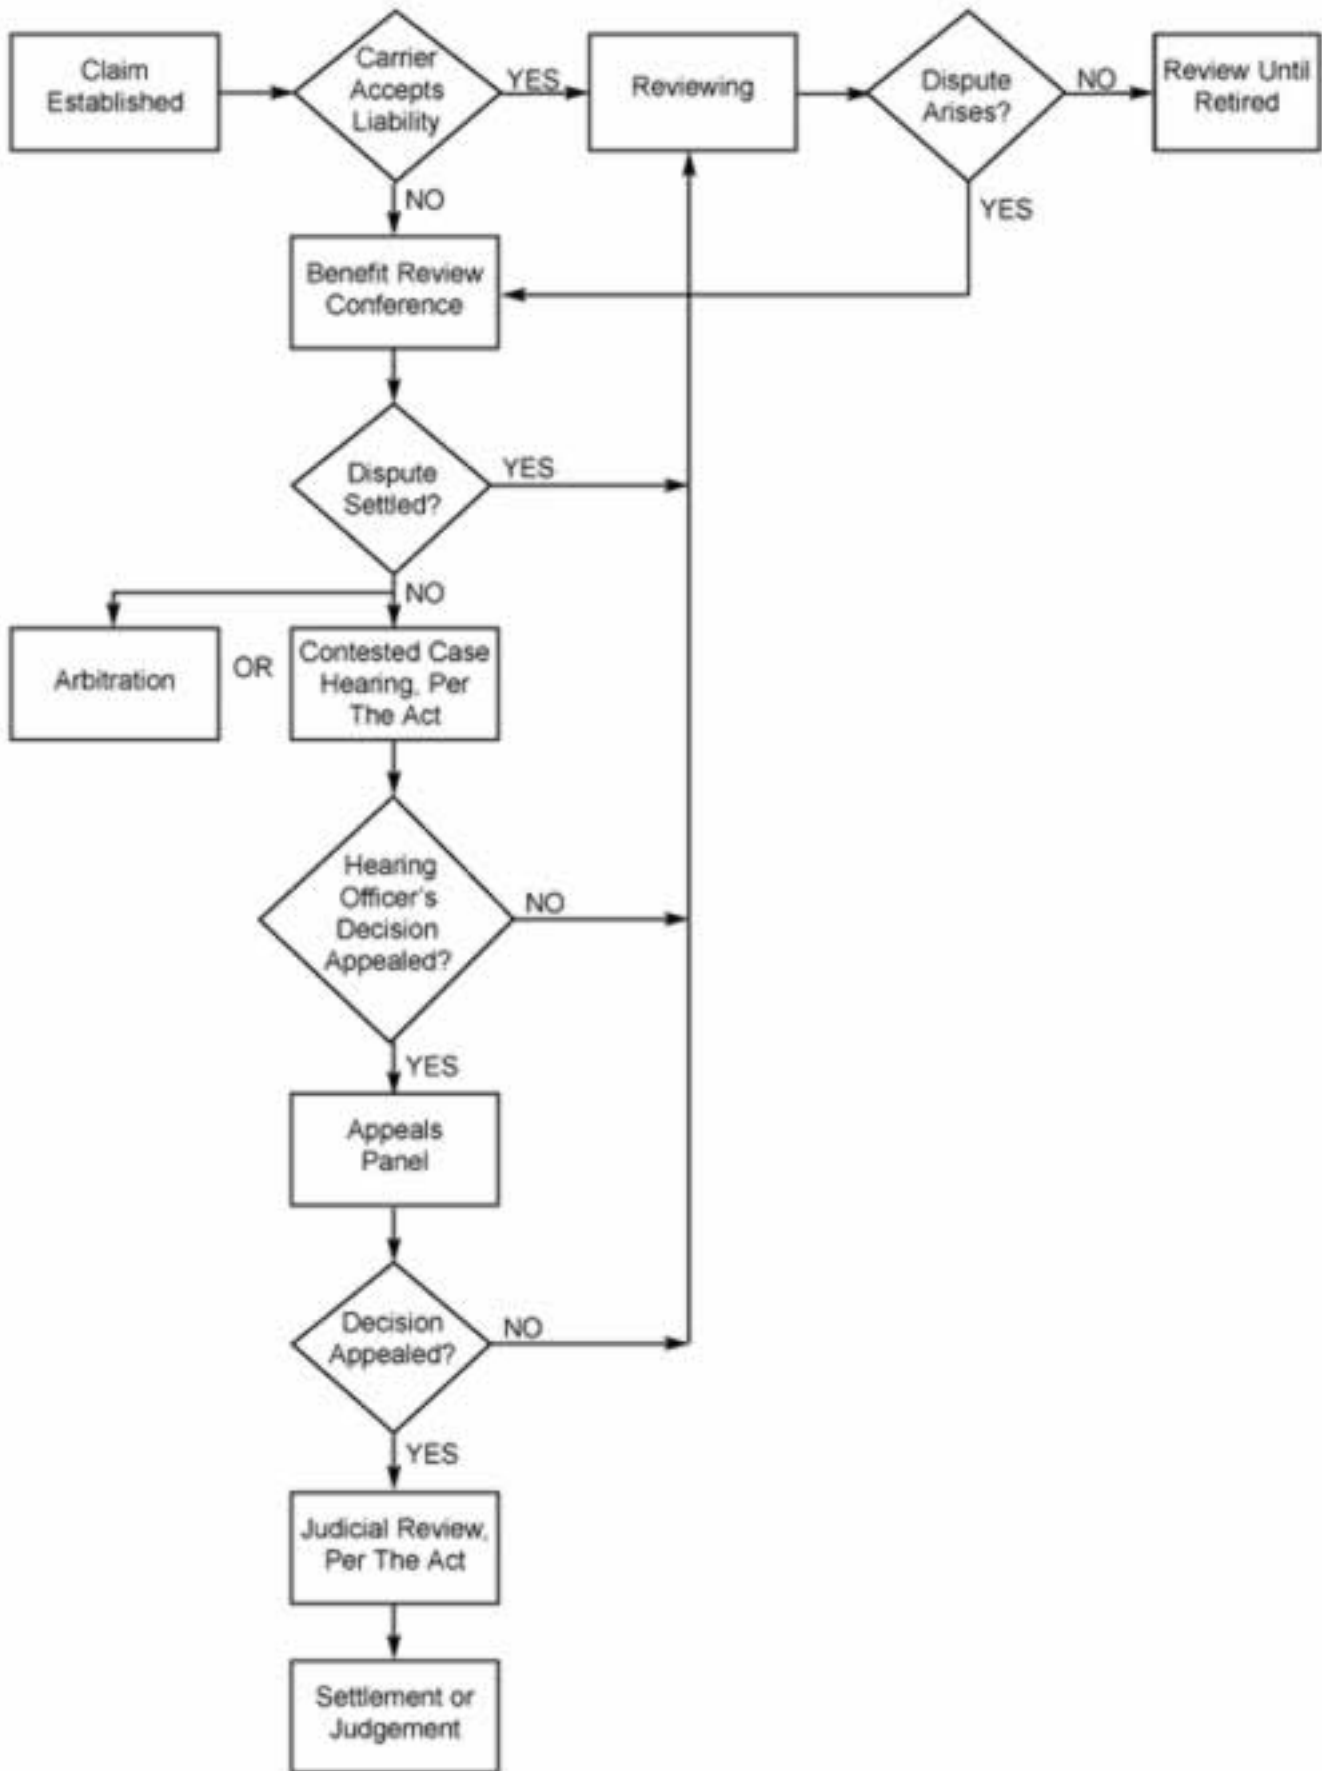 Claim
Established
Carrier
Accepts
Liability
YES
Reviewing
Dispute
Arises?
NO
Review Until
Retired
NO
YES
Benefit Review
Conference
Dispute
Settled?
YES
NO
Arbitration
OR
Contested Case
Hearing, Per
The Act
Hearing
Officer's
Decision
Appealed?
NO
YES
Appeals
Panel
Decision
Appealed?
NO
YES
Judicial Review,
Per The Act
Settlement or
Judgement